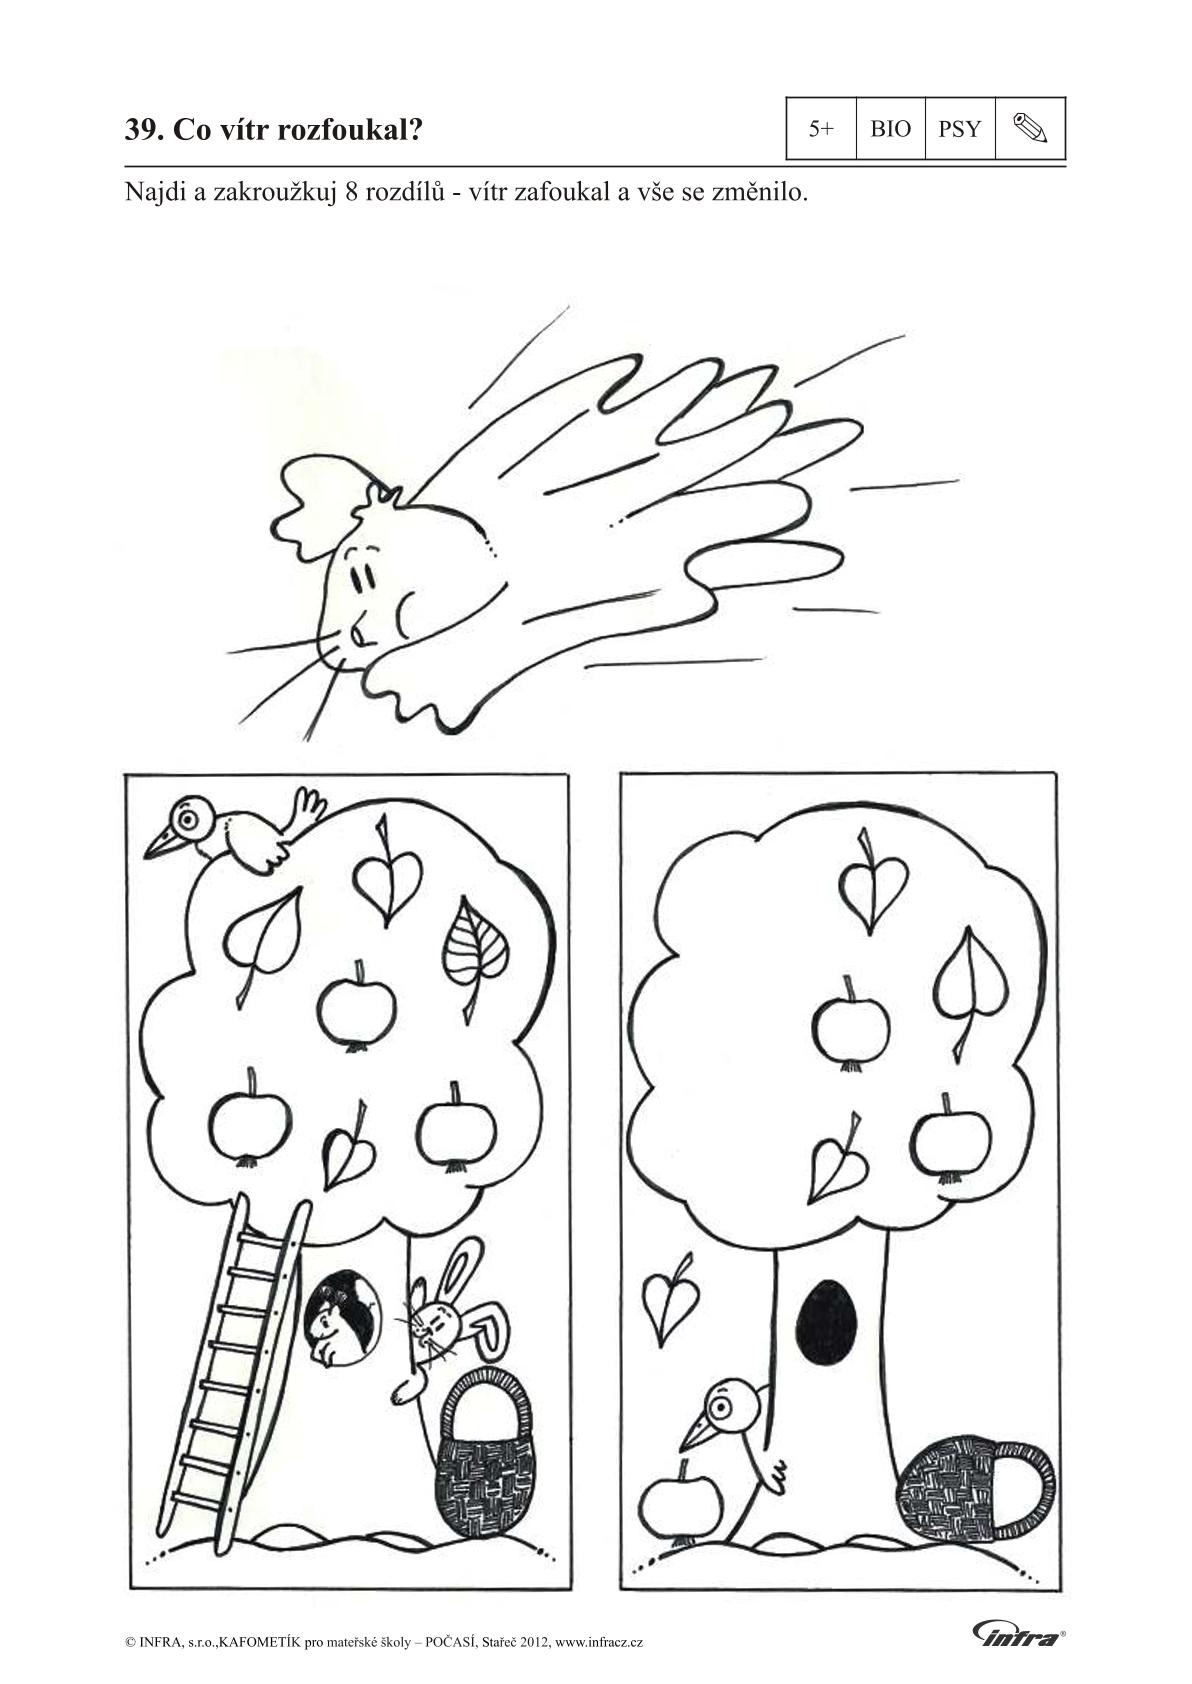 39. Co vítr rozfoukal?
5+ BIO PSY
Najdi a zakroužkuj 8 rozdílů - vítr zafoukal a vše se změnilo.
© INFRA, s.r.o.,KAFOMETÍK pro mateřské školy – POČASÍ, Stařeč 2012, www.infracz.cz
infra®